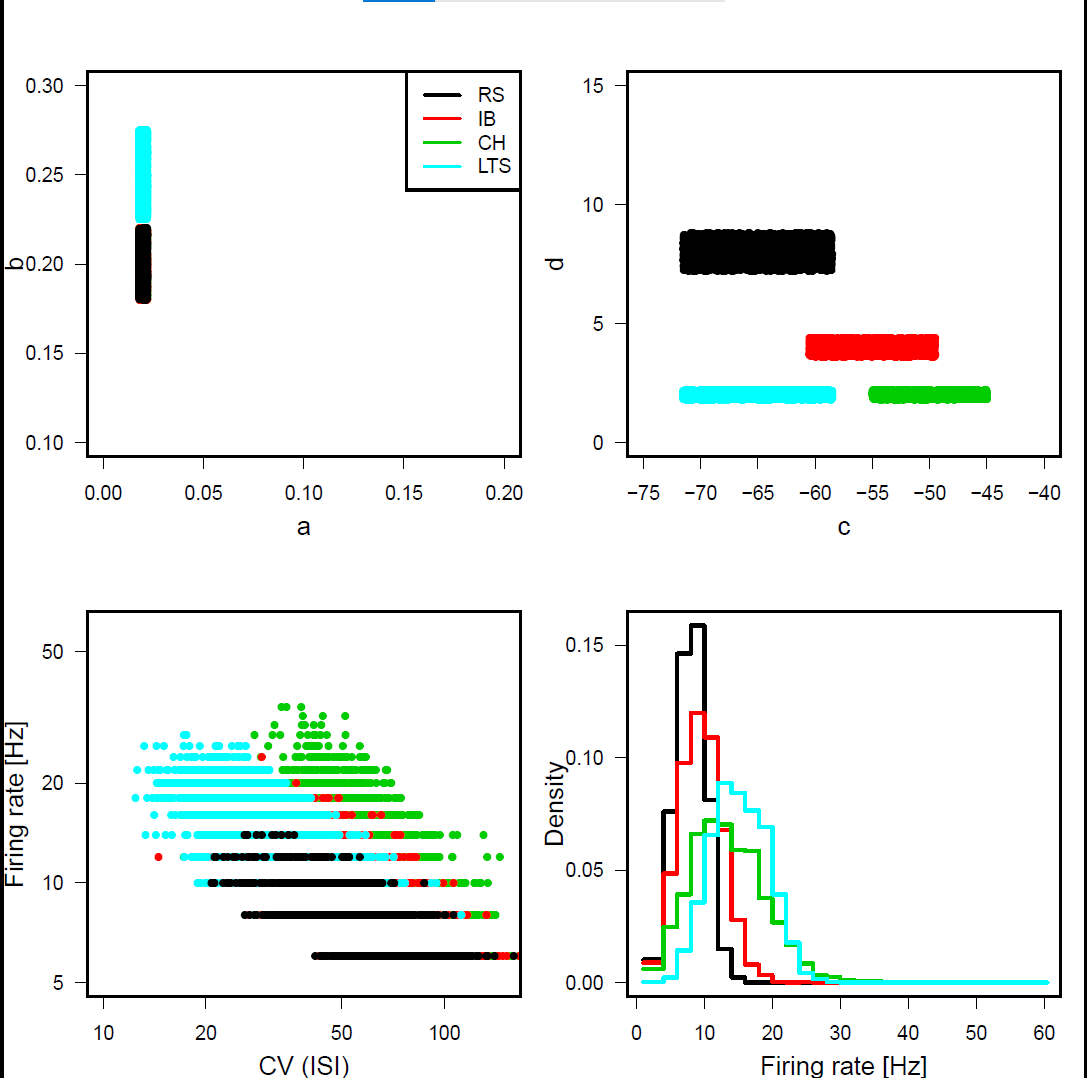 0.30
0.25
0.20
0.15
0.10
b
RS
IB
CH
LTS
0.00 0.05 0.10 0.15 0.20
a
15
10
5
0
d
−75 −70 −65 −60 −55 −50 −45 −40
c
50
20
10
5
Firing rate [Hz]
10 20 50 100
CV (ISI)
0.15
0.10
0.05
0.00
Density
0 10 20 30 40 50 60
Firing rate [Hz]